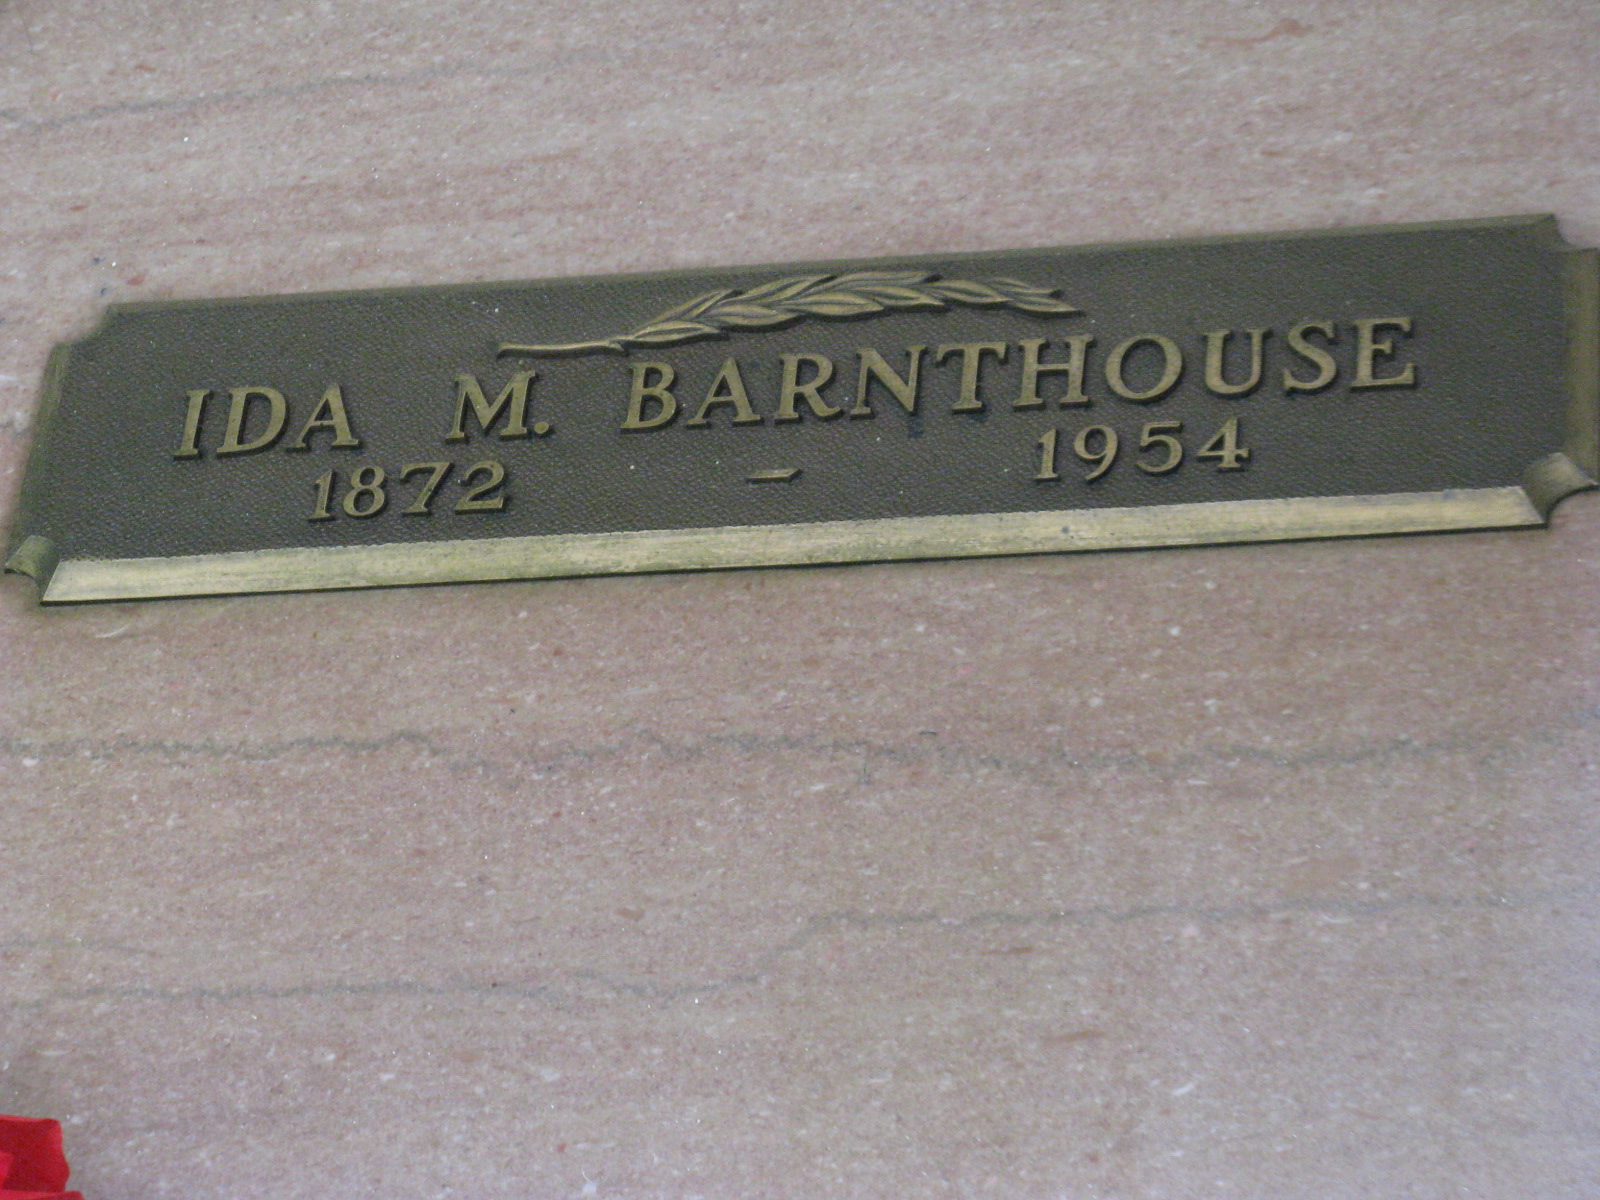 IDA M. BARNTHOUSE
1872 - 1954